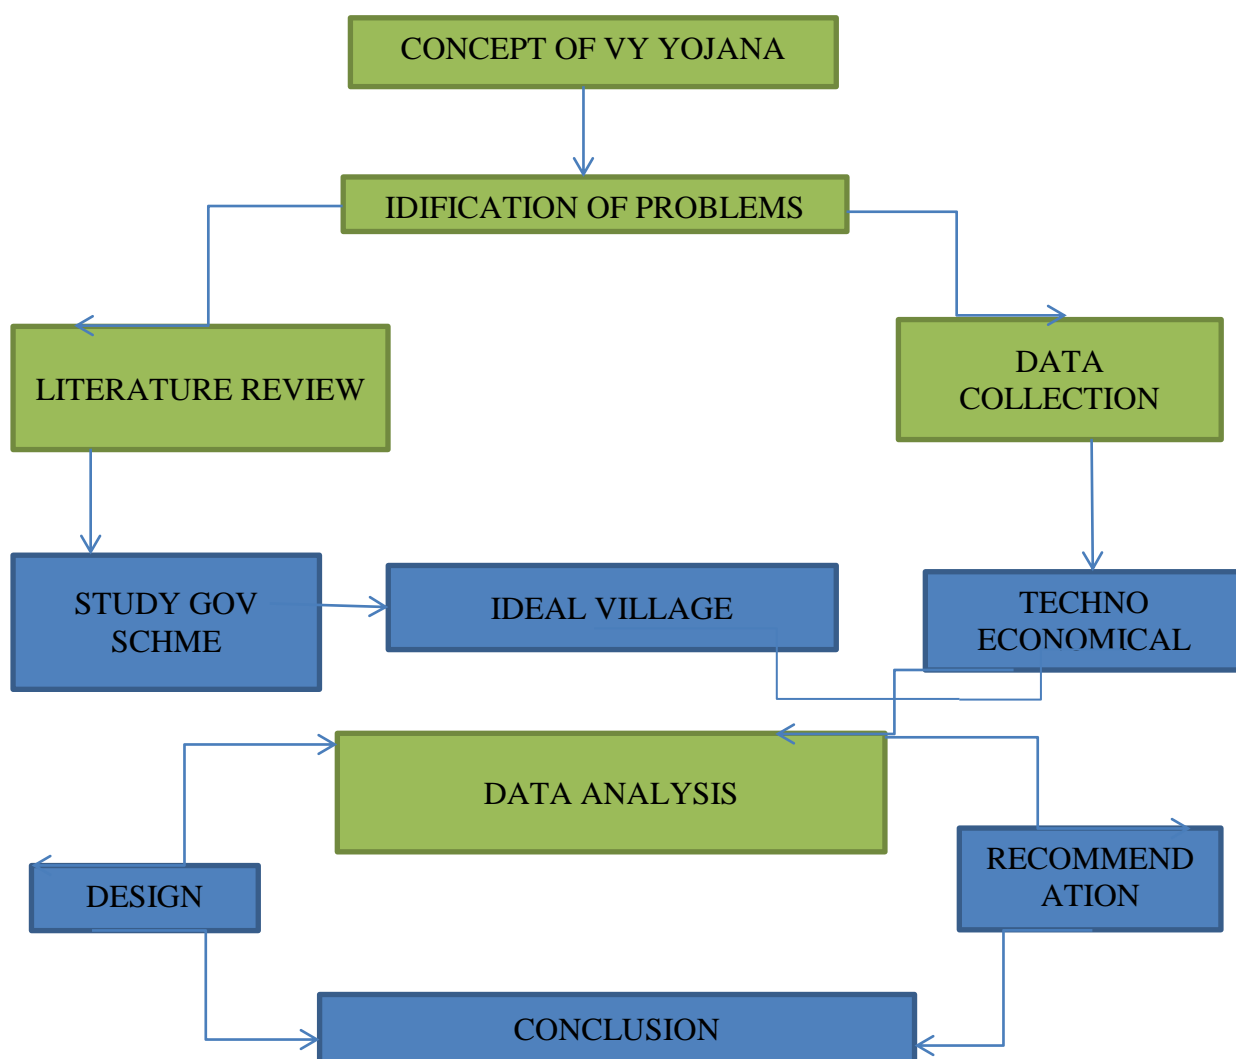 CONCEPT OF VY YOJANA
IDIFICATION OF PROBLEMS
LITERATURE REVIEW
DATA
COLLECTION
STUDY GOV
SCHME
IDEAL VILLAGE
TECHNO
ECONOMICAL
DATA ANALYSIS
DESIGN
RECOMMEND
ATION
CONCLUSION